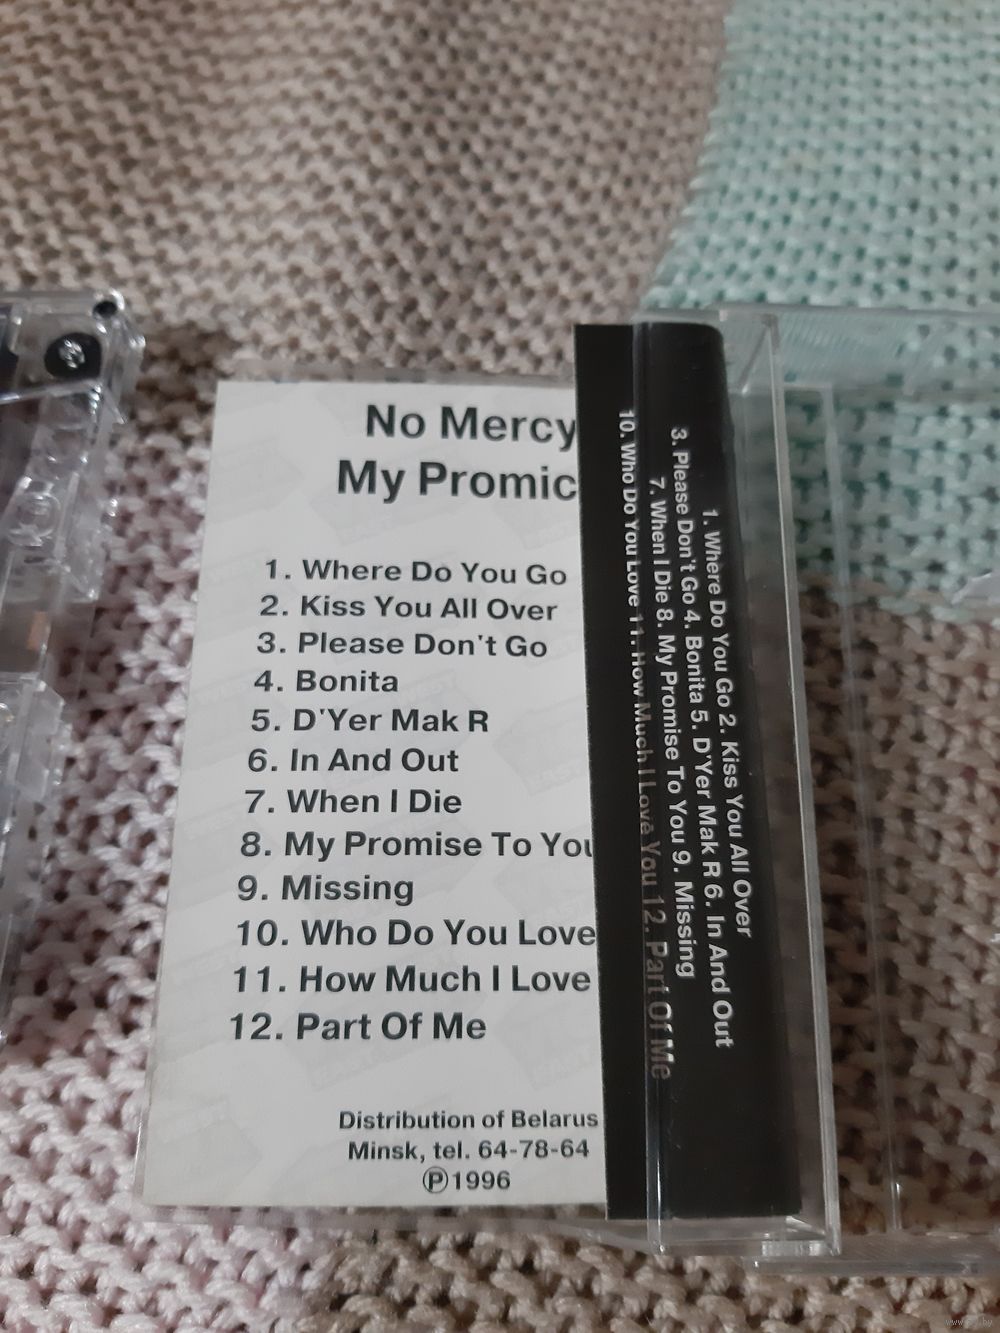 No Mercy
My Promic
1. Where Do You Go
2. Kiss You All Over
3. Please Don't Go
4. Bonita
5. D'Yer Mak R
6. In And Out
7. When I Die
8. My Promise To You
9. Missing
10. Who Do You Love
11. How Much I Love
12. Part Of Me
Distribution of Belarus
Minsk, tel. 64-78-64
Ⓟ1996
1. Where Do You Go 2. Kiss You All Over
3. Please Don't Go 4. Bonita 5. D'Yer Mak R 6. In And Out
7. When I Die 8. My Promise To You 9. Missing
10. Who Do You Love 11. How Much I Love You 12. Part Of Me